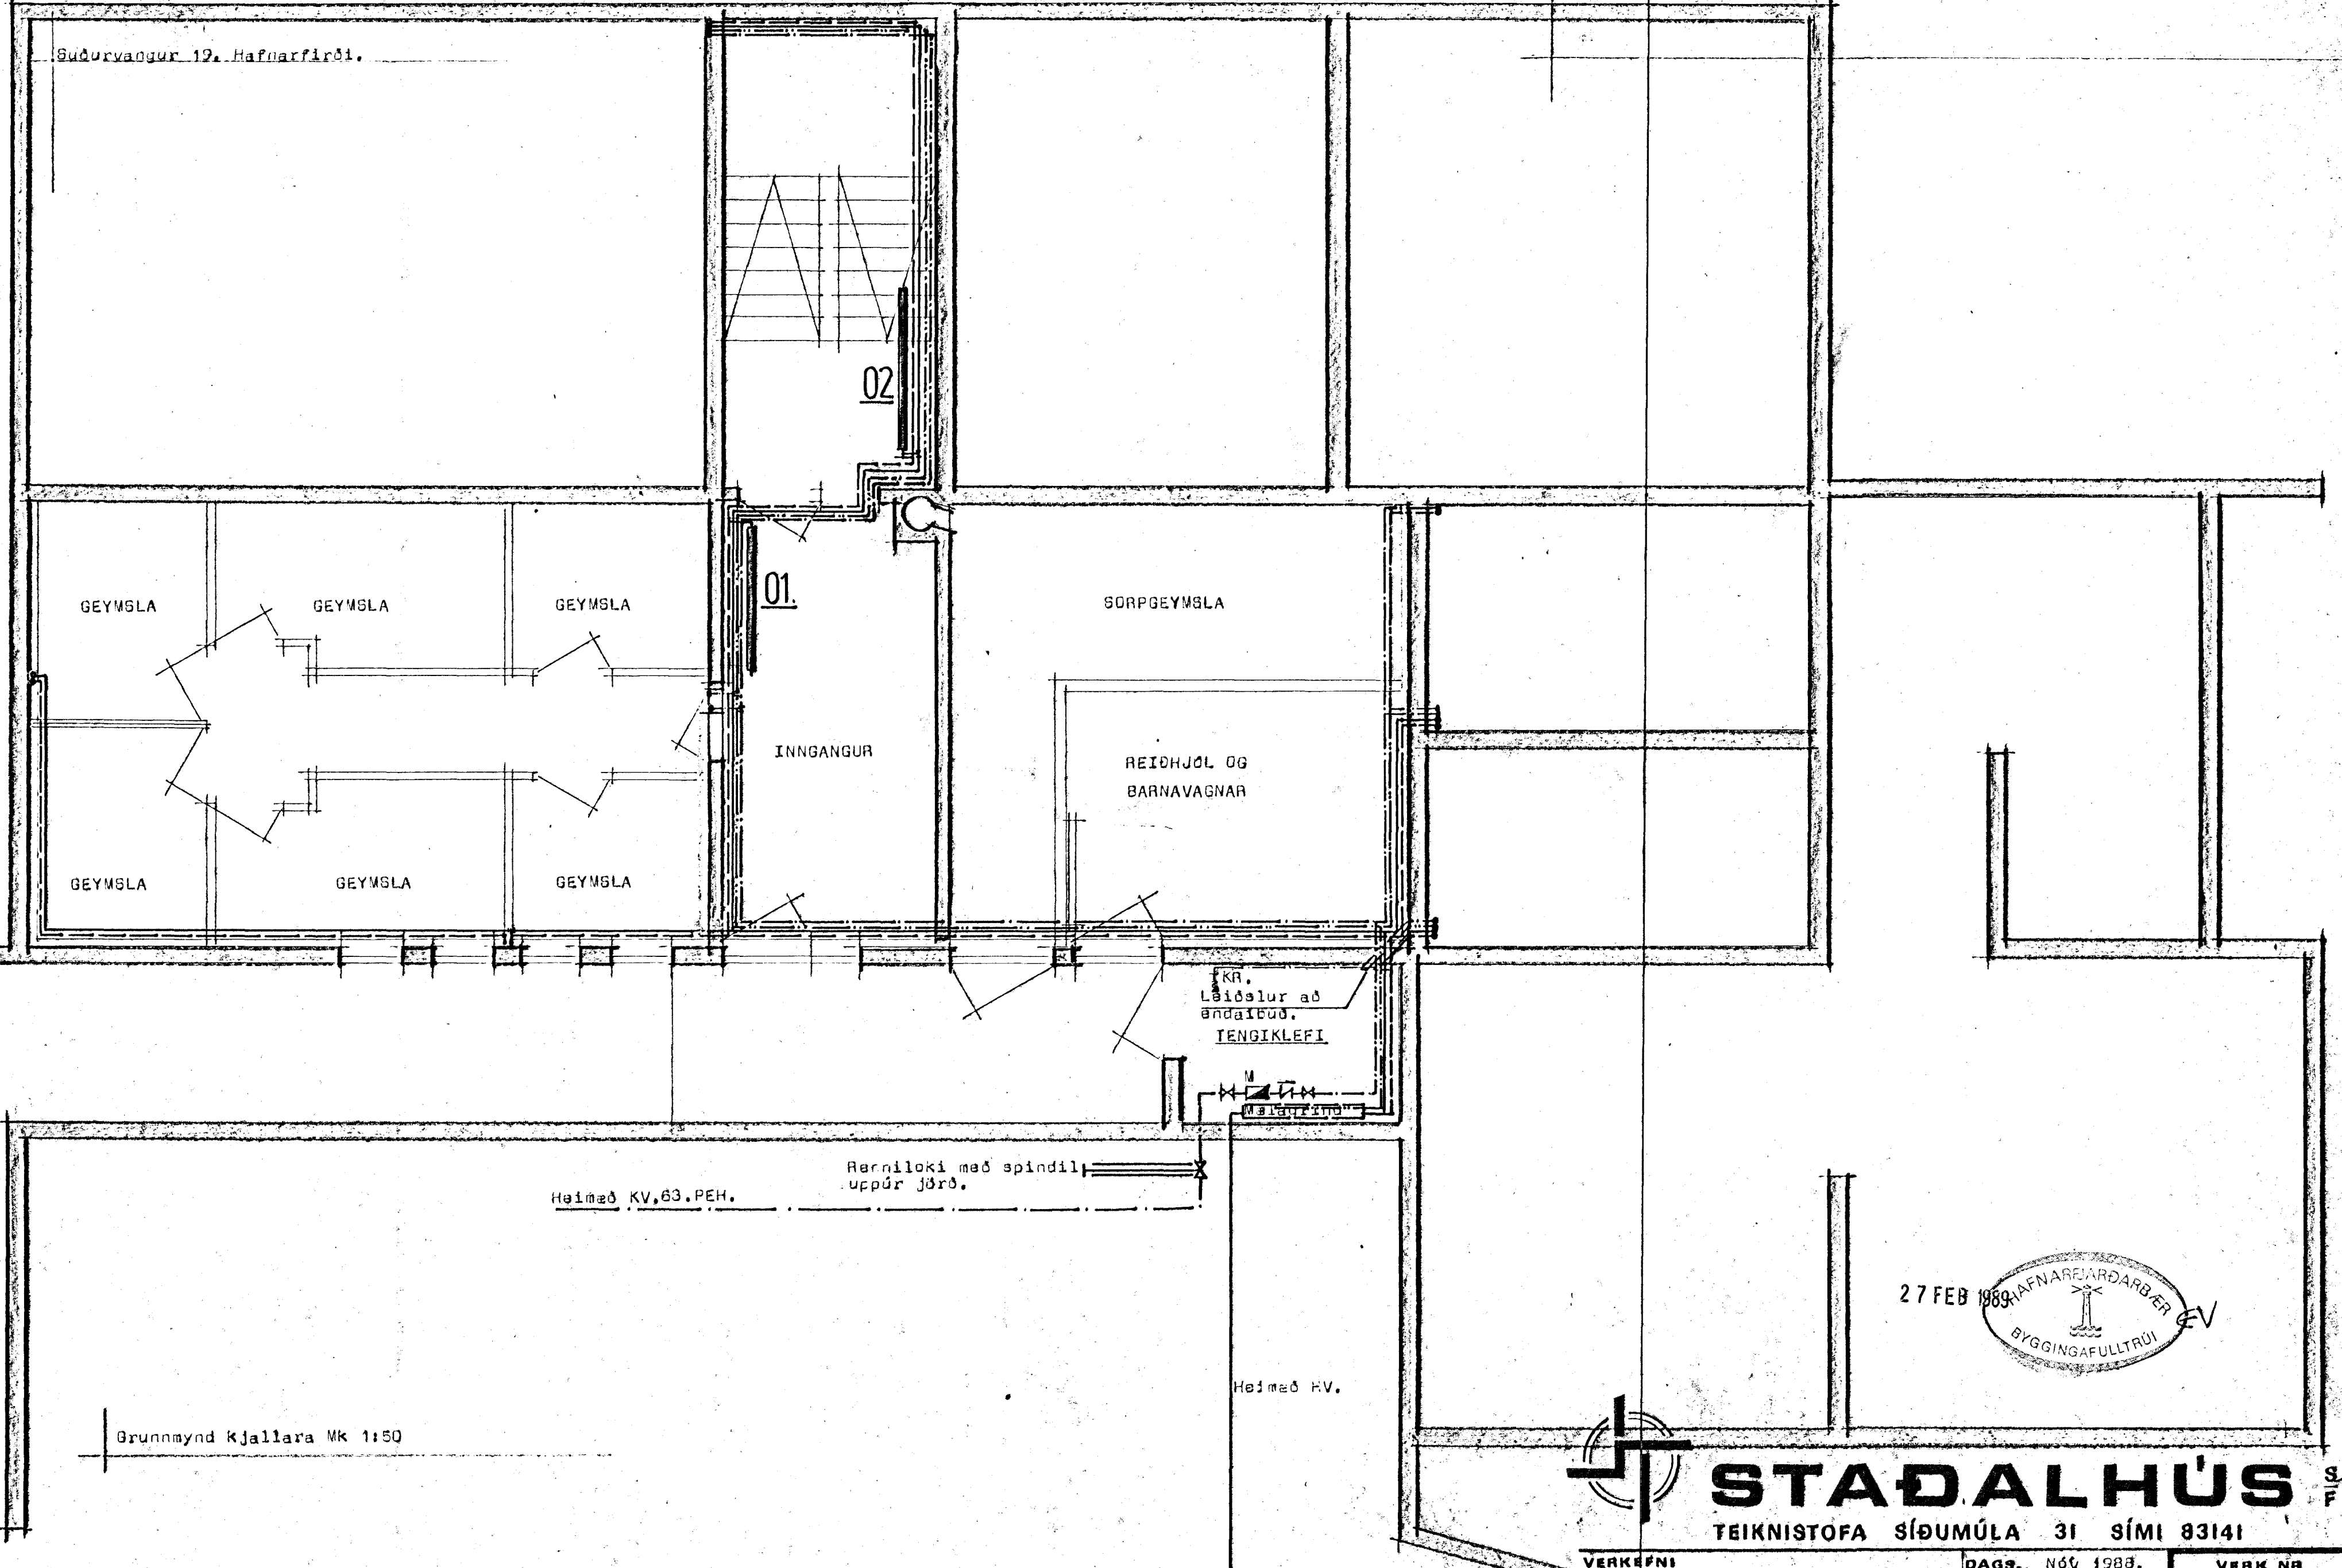 Suðurvangur 19. Hafnarfirði.
02
01.
GEYMSLA
GEYMSLA
GEYMSLA
SORPGEYMSLA
INNGANGUR
REIÐHJÓL OG
BARNAVAGNAR
GEYMSLA
GEYMSLA
GEYMSLA
KR.
Leiðslur að
endaíbúð.
TENGIKLEFI
M
Mælagrind
Renniloki með spindil
uppúr jörð.
Heimæð KV.63.PEH.
27 FEB 1989
HAFNARFJARÐARBÆR
BYGGINGAFULLTRÚI
Heimæð HV.
Grunnmynd kjallara Mk 1:50
STAÐALHÚS S/F
TEIKNISTOFA SÍÐUMÚLA 31 SÍMI 83141
VERKEFNI
DAGS. Nóv 1988.
VERK NR